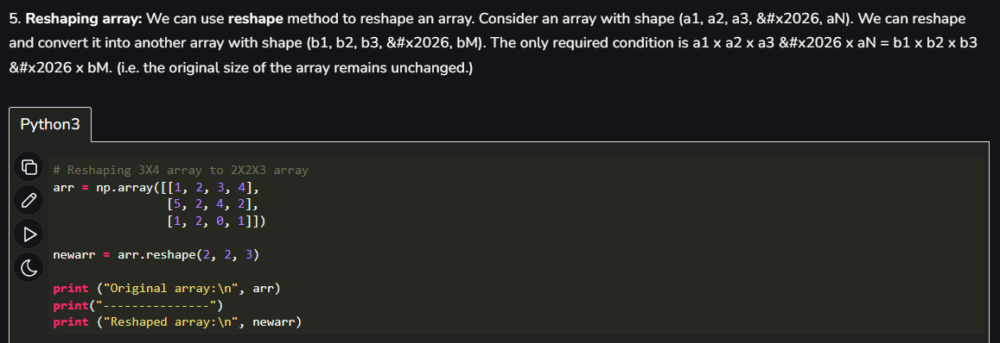 5. Reshaping array: We can use reshape method to reshape an array. Consider an array with shape (a1, a2, a3, &#x2026, aN). We can reshape
and convert it into another array with shape (b1, b2, b3, &#x2026, bM). The only required condition is a1 x a2 x a3 &#x2026 x aN = b1 x b2 x b3
&#x2026 x bM. (i.e. the original size of the array remains unchanged.)
Python3
# Reshaping 3X4 array to 2X2X3 array
arr = np.array([[1, 2, 3, 4],
                [5, 2, 4, 2],
                [1, 2, 0, 1]])
newarr = arr.reshape(2, 2, 3)
print ("Original array:\n", arr)
print("---------------")
print ("Reshaped array:\n", newarr)